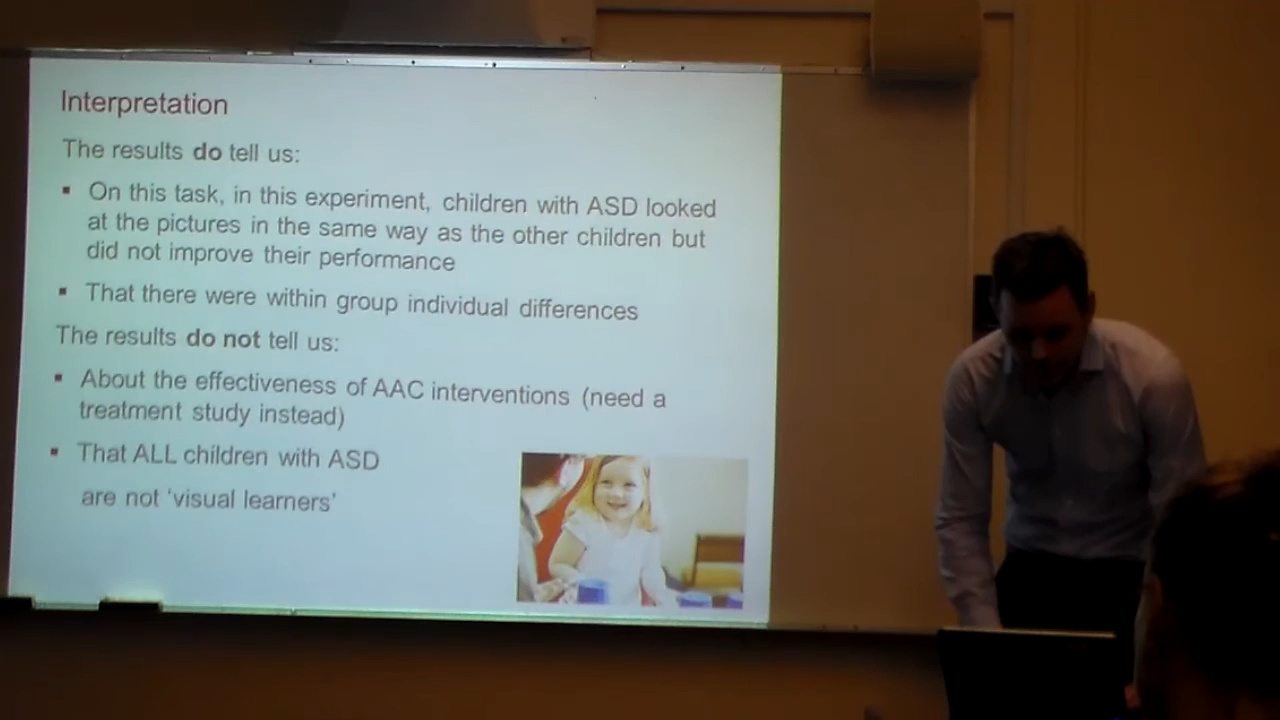 Interpretation
The results do tell us:
▪ On this task, in this experiment, children with ASD looked
at the pictures in the same way as the other children but
did not improve their performance
▪ That there were within group individual differences
The results do not tell us:
▪ About the effectiveness of AAC interventions (need a
treatment study instead)
▪ That ALL children with ASD
are not 'visual learners'